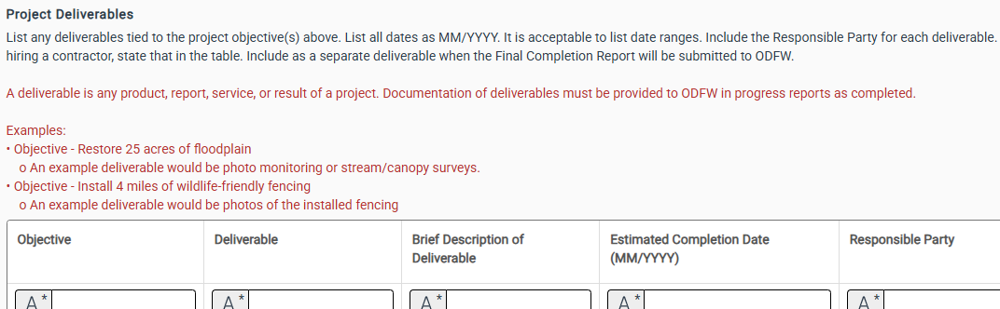 Project Deliverables
List any deliverables tied to the project objective(s) above. List all dates as MM/YYYY. It is acceptable to list date ranges. Include the Responsible Party for each deliverable.
hiring a contractor, state that in the table. Include as a separate deliverable when the Final Completion Report will be submitted to ODFW.
A deliverable is any product, report, service, or result of a project. Documentation of deliverables must be provided to ODFW in progress reports as completed.
Examples:
• Objective - Restore 25 acres of floodplain
o An example deliverable would be photo monitoring or stream/canopy surveys.
• Objective - Install 4 miles of wildlife-friendly fencing
o An example deliverable would be photos of the installed fencing
Objective Deliverable Brief Description of Estimated Completion Date Responsible Party
Deliverable (MM/YYYY)
A * A * A * A * A *